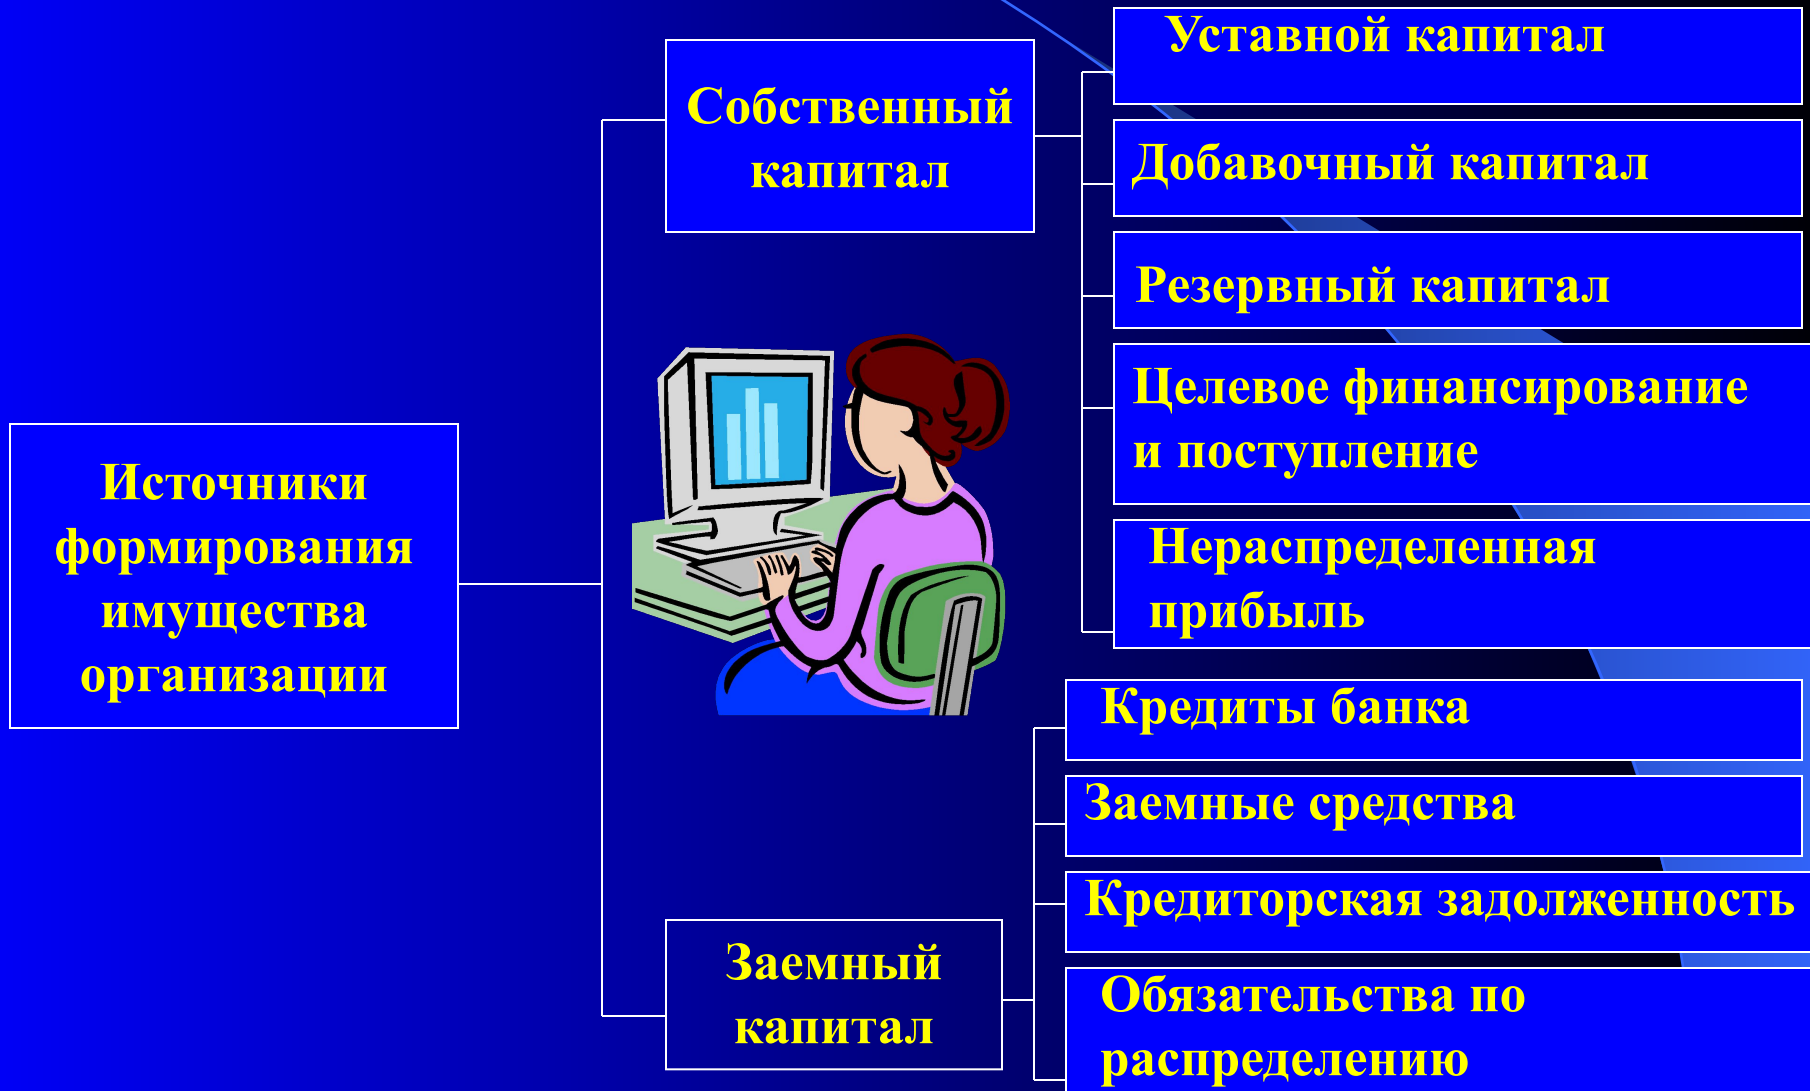 Источники
формирования
имущества
организации
Собственный
капитал
Уставной капитал
Добавочный капитал
Резервный капитал
Целевое финансирование
и поступление
Нераспределенная
прибыль
Заемный
капитал
Кредиты банка
Заемные средства
Кредиторская задолженность
Обязательства по
распределению